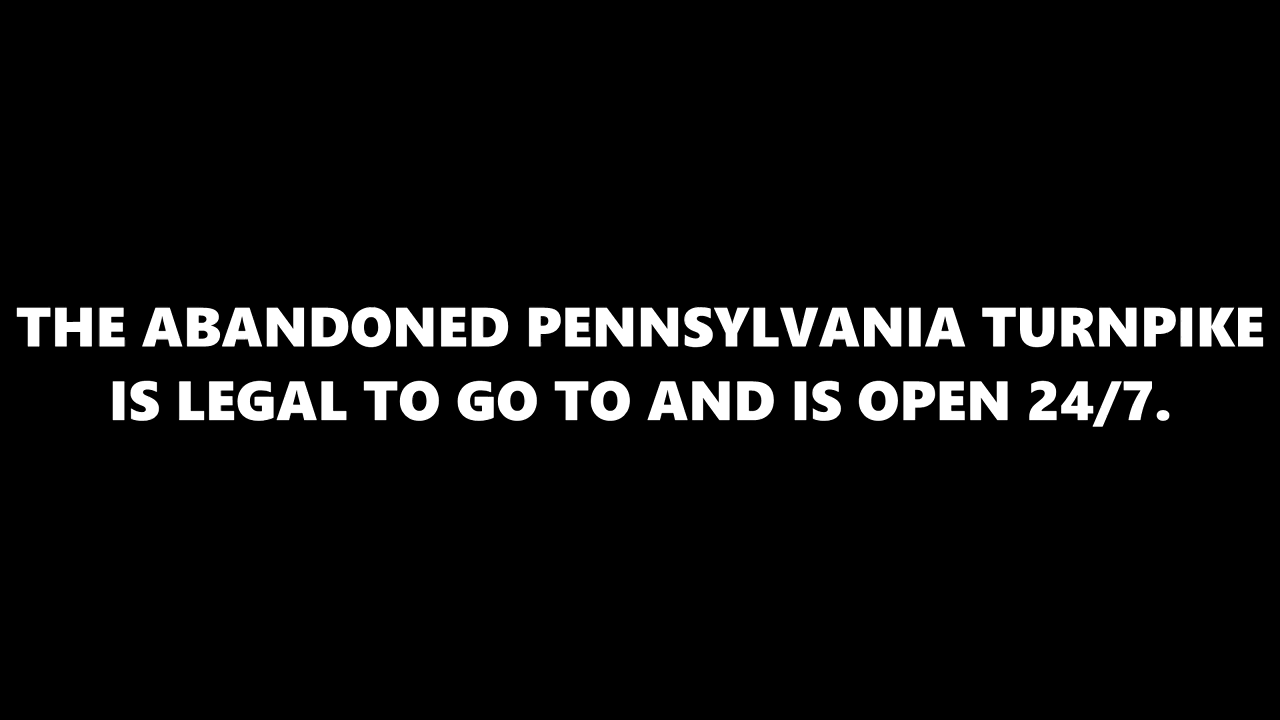 THE ABANDONED PENNSYLVANIA TURNPIKE
IS LEGAL TO GO TO AND IS OPEN 24/7.